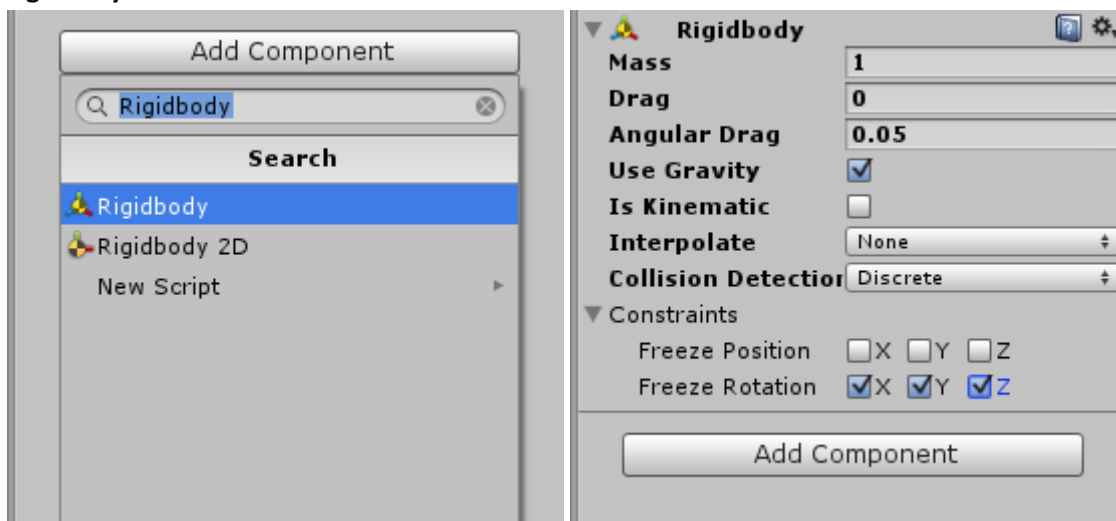 Add Component
Rigidbody
Search
Rigidbody
Rigidbody 2D
New Script
Rigidbody
Mass 1
Drag 0
Angular Drag 0.05
Use Gravity
Is Kinematic
Interpolate None
Collision Detection Discrete
Constraints
Freeze Position X Y Z
Freeze Rotation X Y Z
Add Component